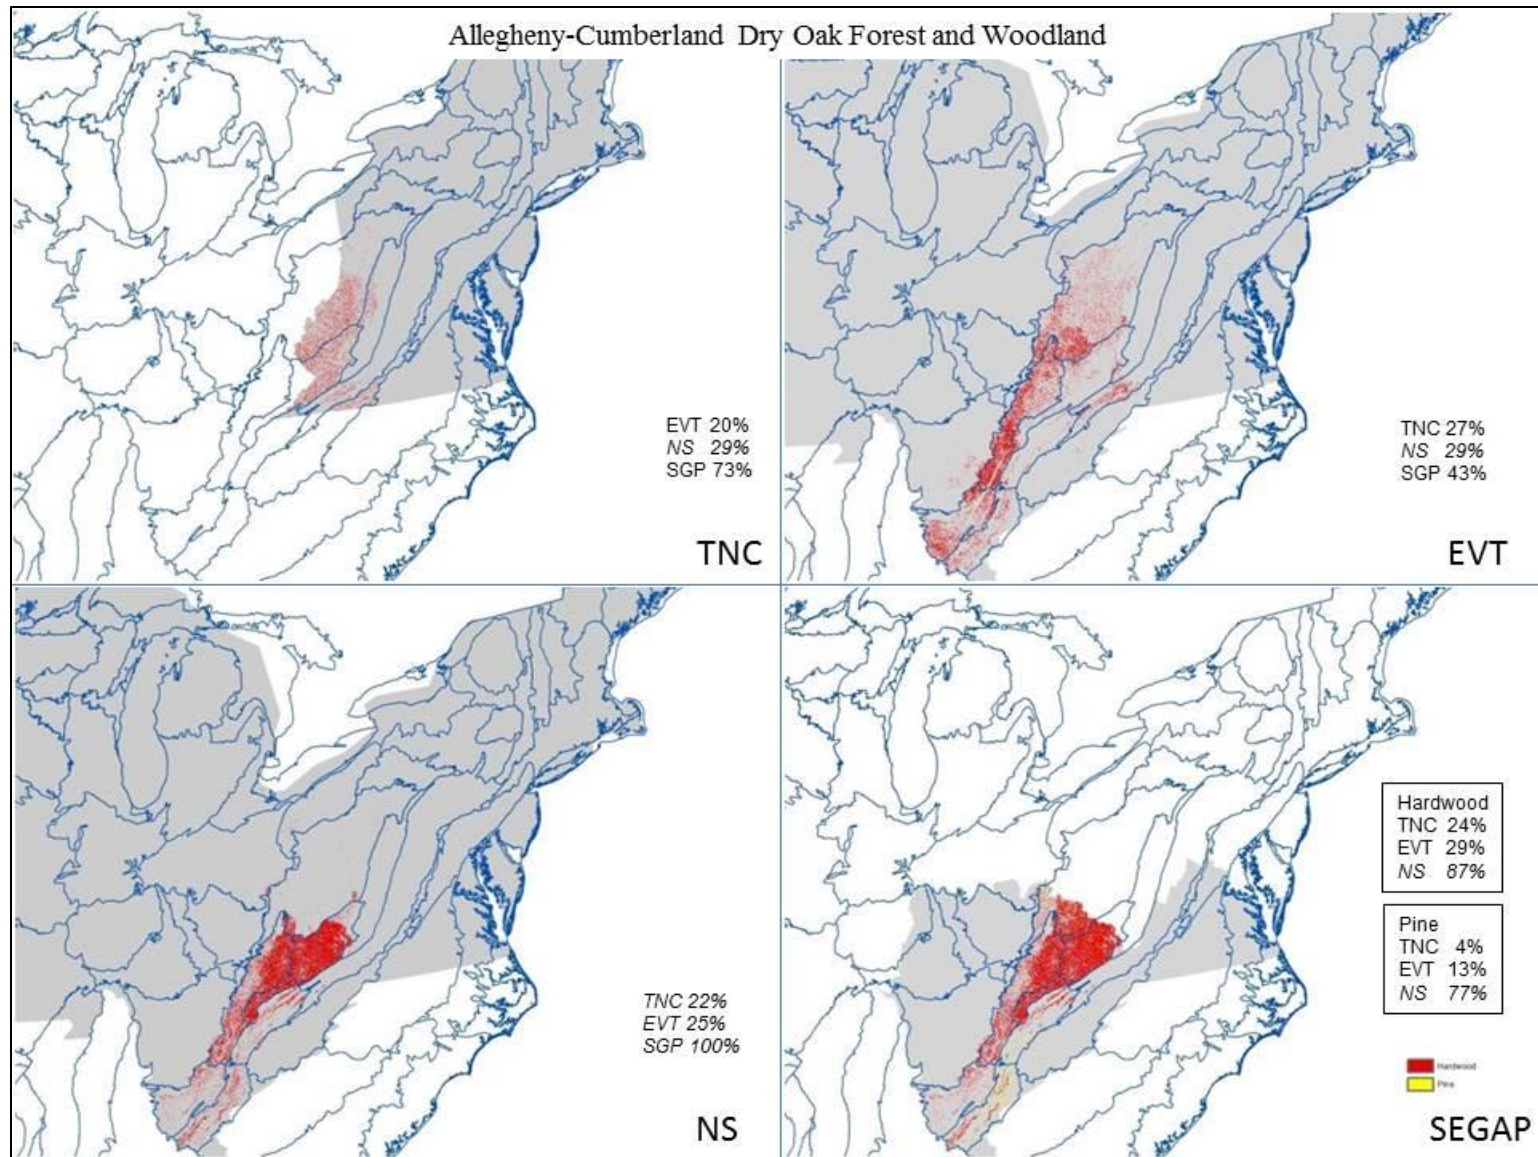 Allegheny-Cumberland Dry Oak Forest and Woodland
EVT 20%
NS 29%
SGP 73%
TNC
TNC 27%
NS 29%
SGP 43%
EVT
TNC 22%
EVT 25%
SGP 100%
NS
Hardwood
TNC 24%
EVT 29%
NS 87%
Pine
TNC 4%
EVT 13%
NS 77%
Hardwood
Pine
SEGAP